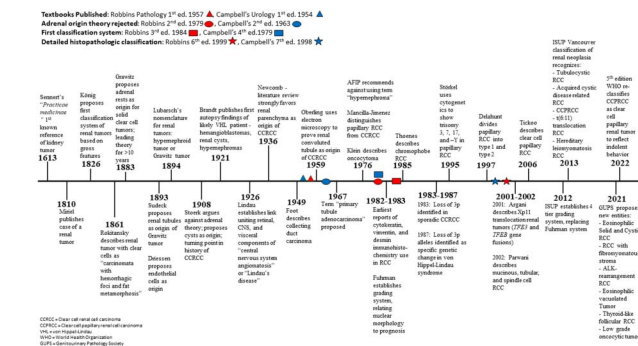 Textbooks Published: Robbins Pathology 1st ed. 1957 , Campbell's Urology 1st ed. 1954
Adrenal origin theory rejected: Robbins 2nd ed. 1979 , Campbell's 2nd ed. 1963
First classification system: Robbins 3rd ed. 1984 , Campbell's 4th ed. 1979
Detailed histopathologic classification: Robbins 6th ed. 1999 , Campbell's 7th ed. 1998
Sennert's
"Practicae
medicinae
" 1st
known
reference
of kidney
tumor
1613
König
proposes
first
classification
system of
renal tumors
based on
gross
features
1826
Grawitz
proposes
adrenal
rests as
origin for
solid
clear cell
tumors;
leading
theory
for >10
years
1883
Lubarsch's
nomenclature
for renal
tumors:
hypernephroid
tumor or
Grawitz tumor
1894
Brandt publishes first
autopsy findings of
likely VHL patient -
hemangioblastomas,
renal cysts,
hypernephromas
1921
Newcomb -
literature review
strongly favors
renal
parenchyma as
origin of
CCRCC
1936
Oberling uses
electron
microscopy to
prove renal
convoluted
tubule as origin
of CCRCC
1959
AFIP recommends
against using term
"hypernephroma"
Mancilla-Jimenez
distinguishes
papillary RCC
from CCRCC
Klein describes
oncocytoma
1976
Thoenes
describes
chromophobe
RCC
1985
Störkel
uses
cytogenet
ics to
show
trisomy
3, 7, 17,
and –Y in
papillary
RCC
1995
Delahunt
divides
papillary
RCC into
type 1 and
type 2
1997
Tickoo
describes
clear cell
papillary
RCC
2006
ISUP Vancouver
classification of
renal neoplasia
recognizes:
- Tubulocystic
RCC
- Acquired cystic
disease related
RCC
- CCPRCC
- t(6;11)
translocation
RCC
- Hereditary
leiomyomatosis
RCC
2013
5th edition
WHO re-
classifies
CCPRCC
as clear
cell
papillary
renal
tumor to
reflect
indolent
behavior
2022
1810
Miriel
publishes
case of a
renal
tumor
1861
Rokitansky
describes renal
tumor with clear
cells as
"carcinomata
with
hemorrhagic
foci and fat
metamorphosis"
1893
Sudeck
proposes
renal tubules
as origin of
Grawitz
tumor
Driessen
proposes
endothelial
cells as
origin
1908
Stoerk argues
against adrenal
theory; proposes
cysts as origin;
turning point in
history of
CCRCC
1926
Lindau
establishes link
uniting retinal,
CNS, and
visceral
components of
"central
nervous system
angiomatosis"
or "Lindau's
disease"
1949
Foot
describes
collecting
duct
carcinoma
1967
Term "primary
tubular
adenocarcinoma"
proposed
1982
Earliest
reports of
cytokeratin,
vimentin, and
desmin
immunohisto-
chemistry use
in RCC
Fuhrman
establishes
grading
system,
relating
nuclear
morphology
to prognosis
1983-1987
1983: Loss of 3p
identified in
sporadic CCRCC
1987: Loss of 3p
alleles identified as
specific genetic
change in von
Hippel-Lindau
syndrome
2001-2002
2001: Argani
describes Xp11
translocation renal
tumors (TFE3 and
TFEB gene
fusions)
2002: Parwani
describes
mucinous, tubular,
and spindle cell
RCC
2012
ISUP establishes 4
tier grading system,
replacing
Fuhrman system
2021
GUPS proposes
new entities:
- Eosinophilic
Solid and Cystic
RCC
- RCC with
fibromyomatous
stroma
- ALK-
rearrangement
RCC
- Eosinophilic
vacuolated
Tumor
- Thyroid-like
follicular RCC
- Low grade
oncocytic tumor
CCRCC = Clear cell renal cell carcinoma
CCPRCC = Clear cell papillary renal cell carcinoma
VHL = von Hippel-Lindau
WHO = World Health Organization
GUPS = Genitourinary Pathology Society